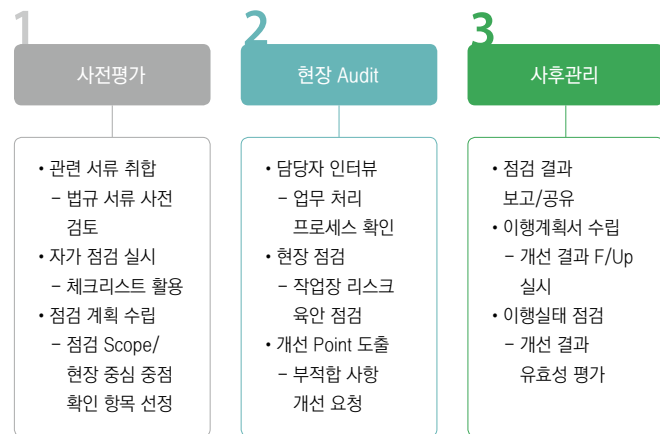 1
사전평가
• 관련 서류 취합
– 법규 서류 사전
검토
• 자가 점검 실시
– 체크리스트 활용
• 점검 계획 수립
– 점검 Scope/
현장 중심 중점
확인 항목 선정
2
현장 Audit
• 담당자 인터뷰
– 업무 처리
프로세스 확인
• 현장 점검
– 작업장 리스크
육안 점검
• 개선 Point 도출
– 부적합 사항
개선 요청
3
사후관리
• 점검 결과
보고/공유
• 이행계획서 수립
– 개선 결과 F/Up
실시
• 이행실태 점검
– 개선 결과
유효성 평가